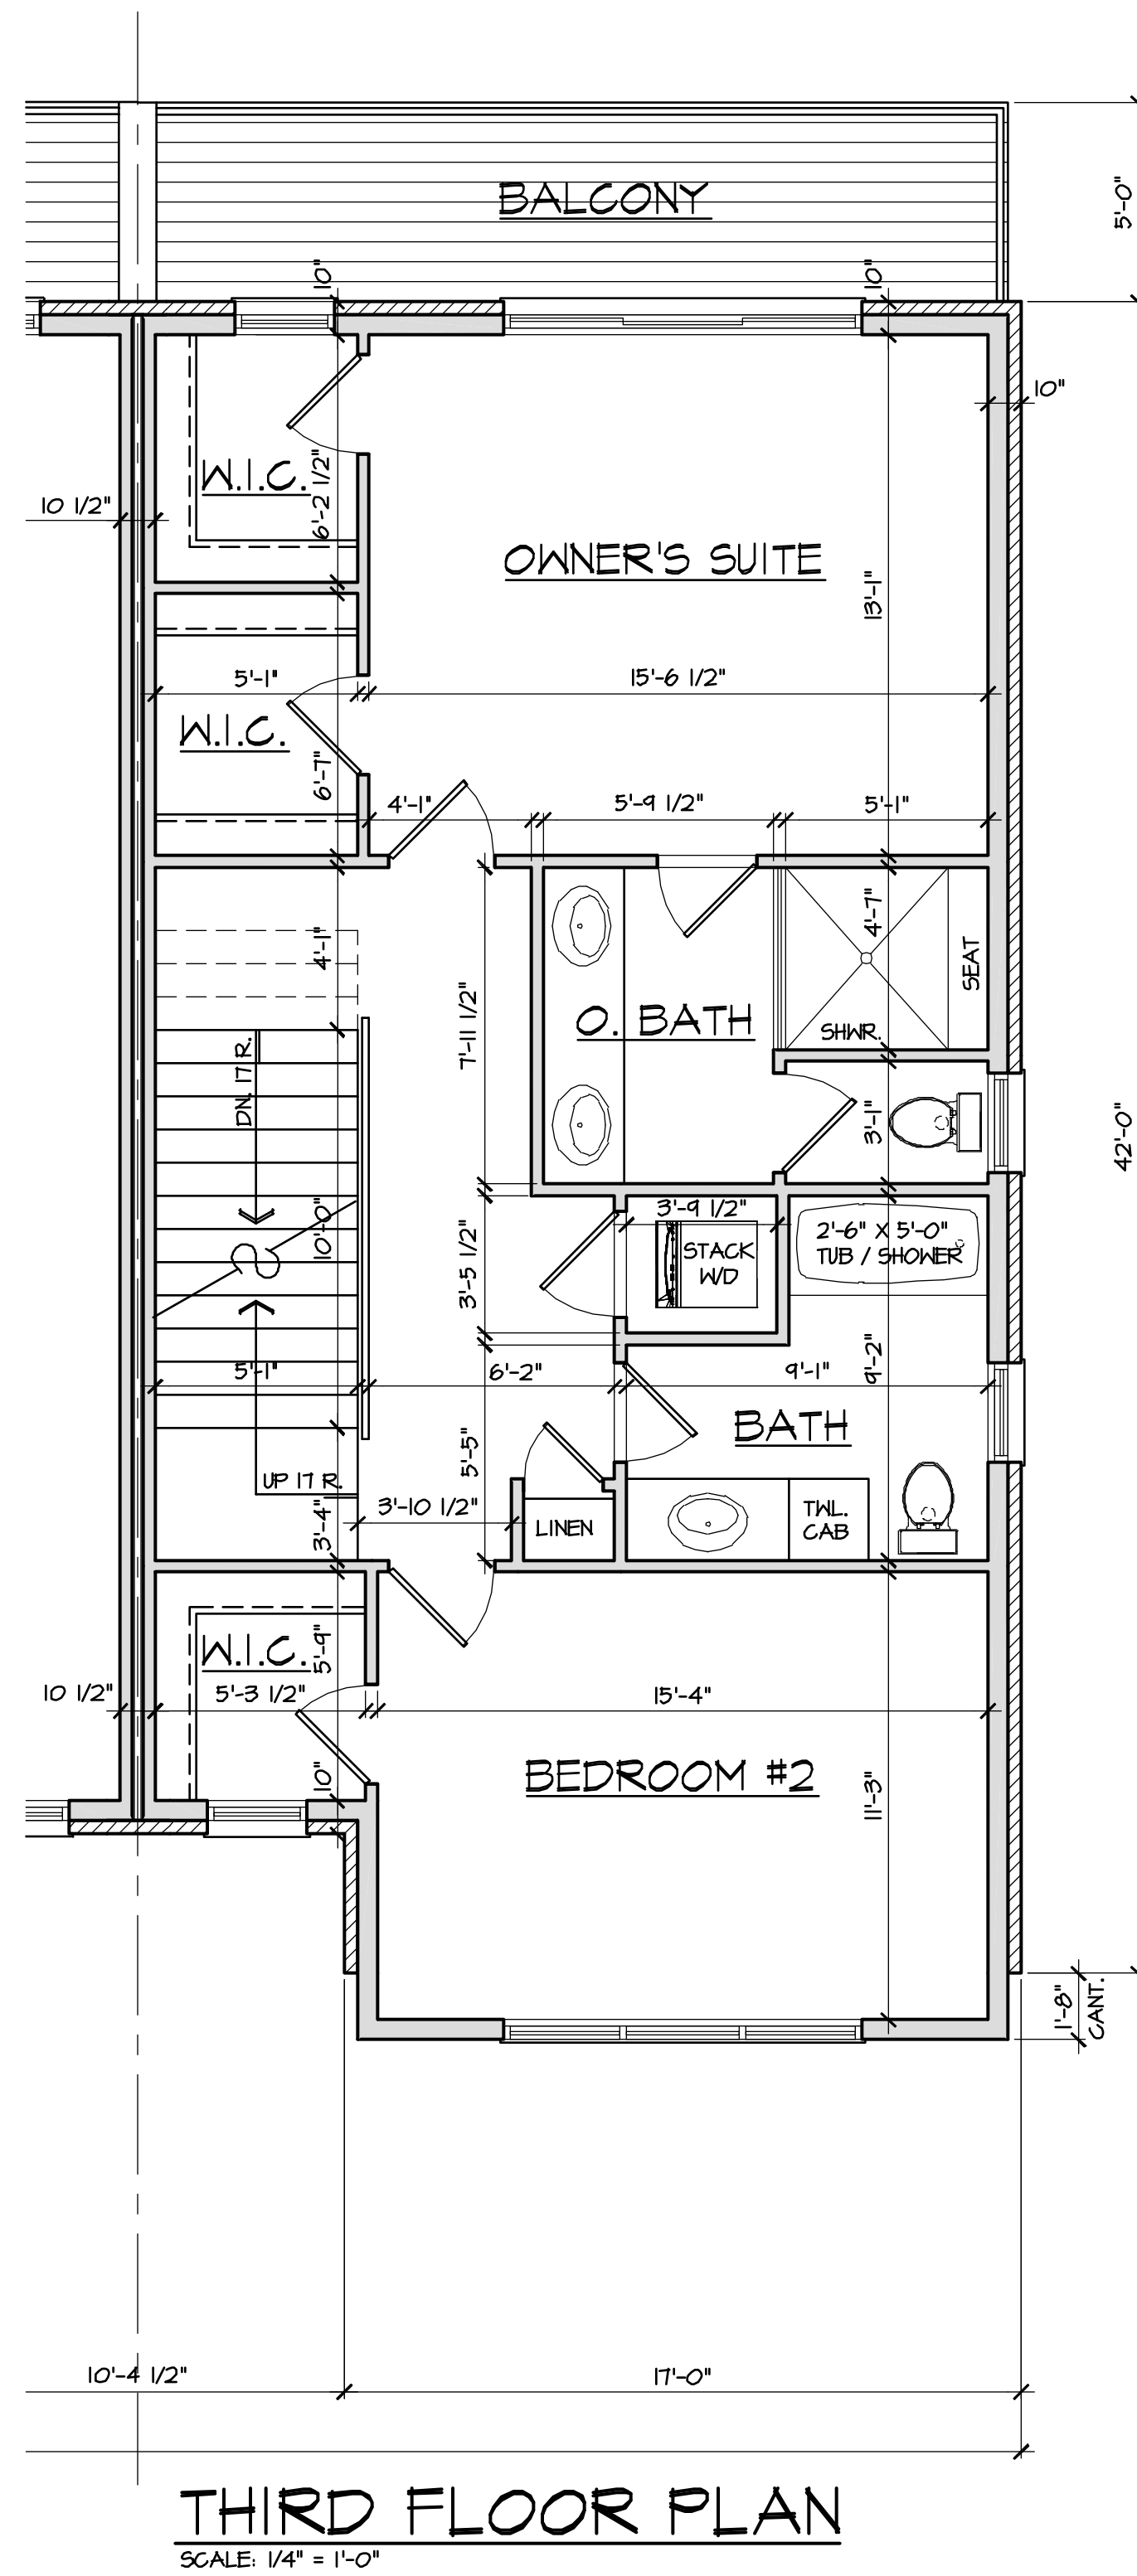 BALCONY
5'-0"
10"
10"
10"
W.I.C.
6'-2 1/2"
10 1/2"
OWNER'S SUITE
13'-1"
5'-1"
15'-6 1/2"
W.I.C.
6'-7"
4'-1"
5'-9 1/2"
5'-1"
4'-1"
4'-7"
SEAT
7'-11 1/2"
O. BATH
SHWR.
DN. 17 R.
3'-1"
42'-0"
3'-9 1/2"
2'-6" X 5'-0"
TUB / SHOWER
10'-0"
3'-5 1/2"
STACK
W/D
5'-1"
6'-2"
9'-1"
9'-2"
BATH
5'-5"
UP 17 R.
3'-10 1/2"
3'-4"
LINEN
TWL.
CAB
W.I.C.
5'-9"
10 1/2"
5'-3 1/2"
15'-4"
10"
BEDROOM #2
11'-3"
1'-8"
CANT.
10'-4 1/2"
17'-0"
THIRD FLOOR PLAN
SCALE: 1/4" = 1'-0"